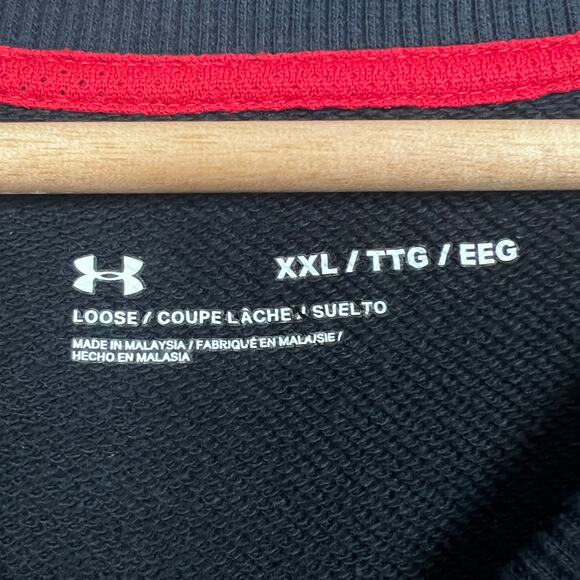 XXL / TTG / EEG
LOOSE / COUPE LÂCHE / SUELTO
MADE IN MALAYSIA / FABRIQUÉ EN MALAISIE /
HECHO EN MALASIA